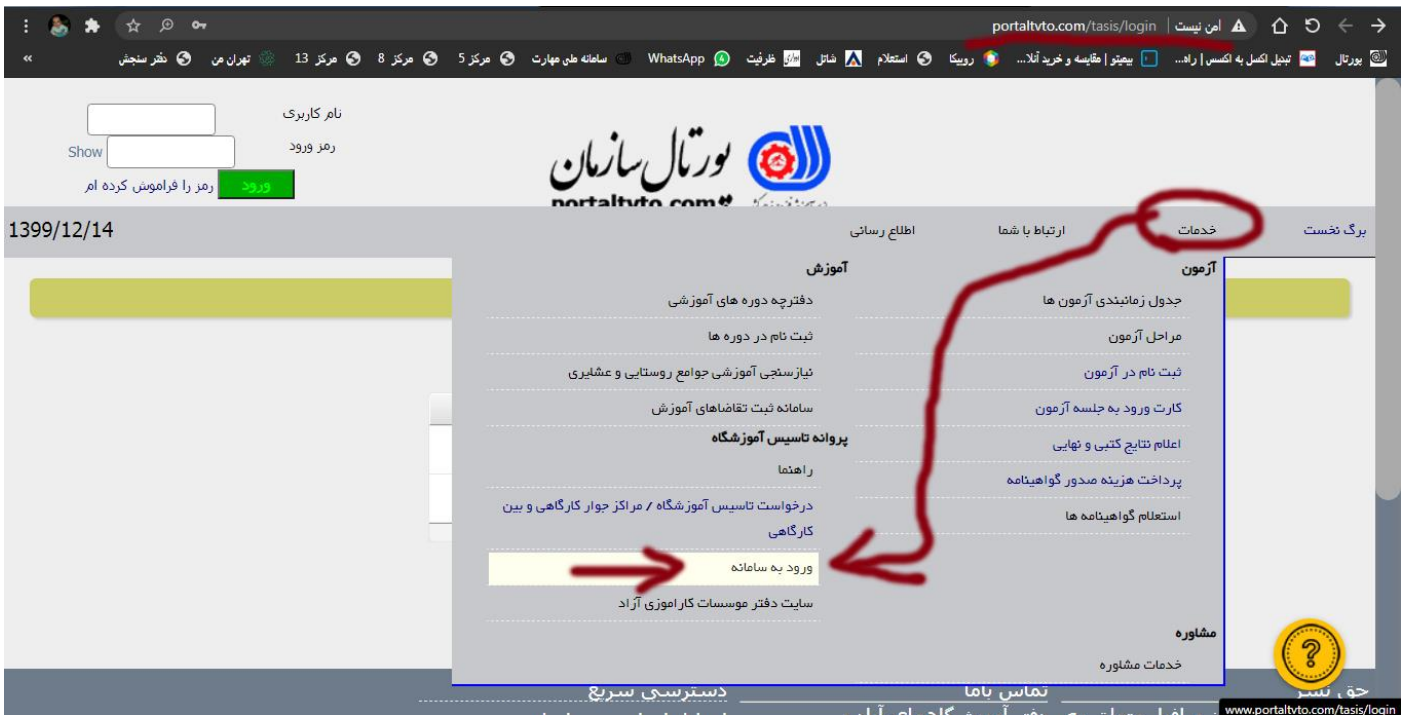 portaltvto.com/tasis/login امن نیست
پورتال
تبدیل اکسل به اکسس | راه...
بیمیتو | مقایسه و خرید آنلا...
روبیکا
استعلام
شاتل
ظرفیت
WhatsApp
سامانه ملی مهارت
مرکز 5
مرکز 8
مرکز 13
تهران من
دفتر سنجش
»
نام کاربری
رمز ورود
Show
ورود
رمز را فراموش کرده ام
پورتال سازمان
portaltvto.com
برگ نخست
خدمات
ارتباط با شما
اطلاع رسانی
1399/12/14
آزمون
جدول زمانبندی آزمون ها
مراحل آزمون
ثبت نام در آزمون
کارت ورود به جلسه آزمون
اعلام نتایج کتبی و نهایی
پرداخت هزینه صدور گواهینامه
استعلام گواهینامه ها
آموزش
دفترچه دوره های آموزشی
ثبت نام در دوره ها
نیازسنجی آموزشی جوامع روستایی و عشایری
سامانه ثبت تقاضاهای آموزش
پروانه تاسیس آموزشگاه
راهنما
درخواست تاسیس آموزشگاه / مراکز جوار کارگاهی و بین
کارگاهی
ورود به سامانه
سایت دفتر موسسات کارآموزی آزاد
مشاوره
خدمات مشاوره
حق نشر
تماس باما
دسترسی سریع
www.portaltvto.com/tasis/login